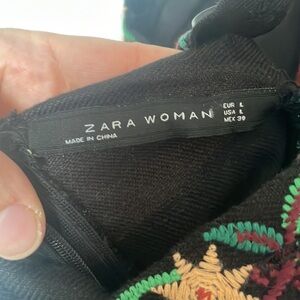 ZARA WOMAN
MADE IN CHINA
EUR L
USA L
MEX 30